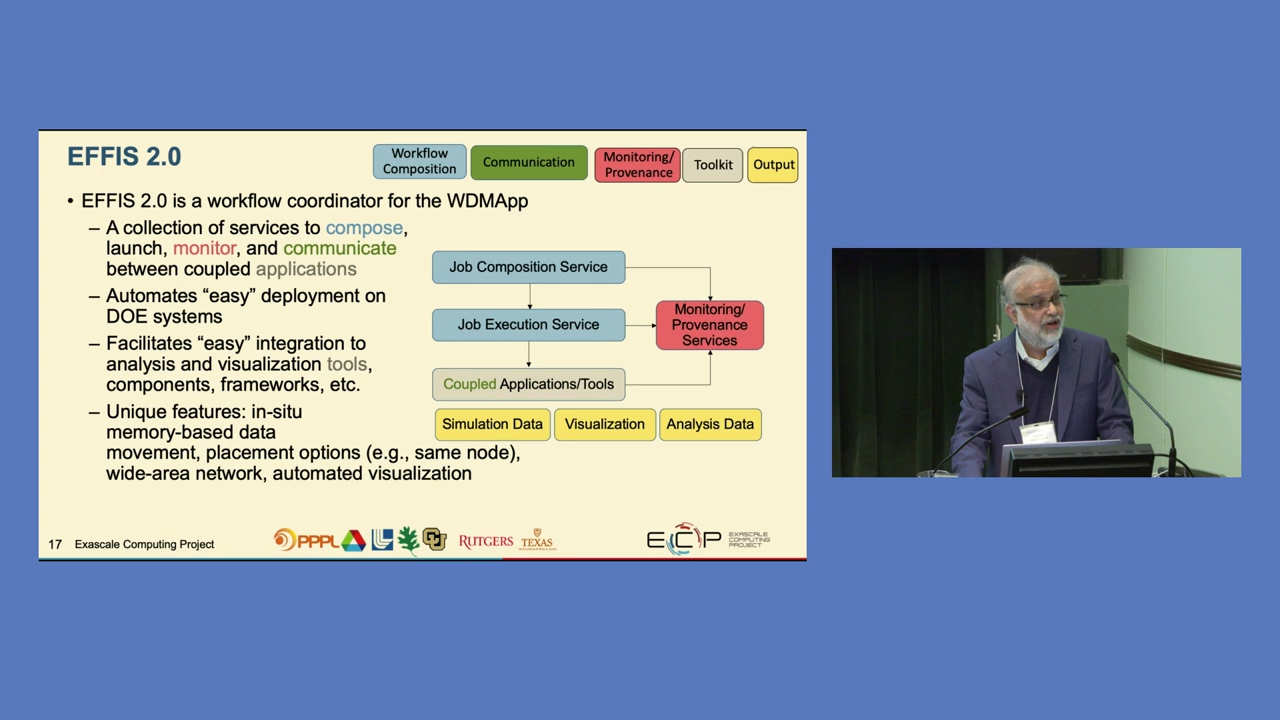 EFFIS 2.0
Workflow
Composition
Communication
Monitoring/
Provenance
Toolkit
Output
• EFFIS 2.0 is a workflow coordinator for the WDMApp
– A collection of services to compose,
launch, monitor, and communicate
between coupled applications
– Automates “easy” deployment on
DOE systems
– Facilitates “easy” integration to
analysis and visualization tools,
components, frameworks, etc.
– Unique features: in-situ
memory-based data
movement, placement options (e.g., same node),
wide-area network, automated visualization
Job Composition Service
Job Execution Service
Monitoring/
Provenance
Services
Coupled Applications/Tools
Simulation Data
Visualization
Analysis Data
17 Exascale Computing Project
PPPL
RUTGERS
TEXAS
ECP
EXASCALE
COMPUTING
PROJECT